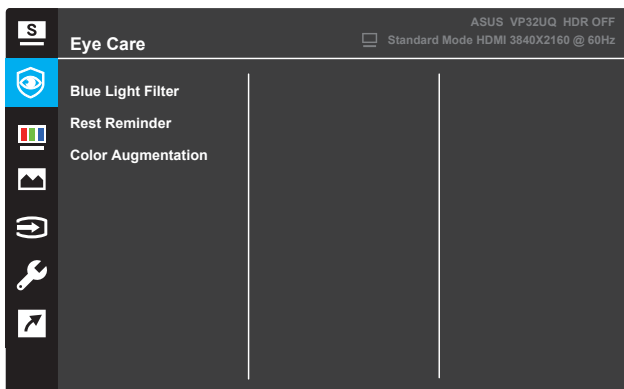 S
ASUS VP32UQ HDR OFF
Eye Care
Standard Mode HDMI 3840X2160 @ 60Hz
Blue Light Filter
Rest Reminder
Color Augmentation